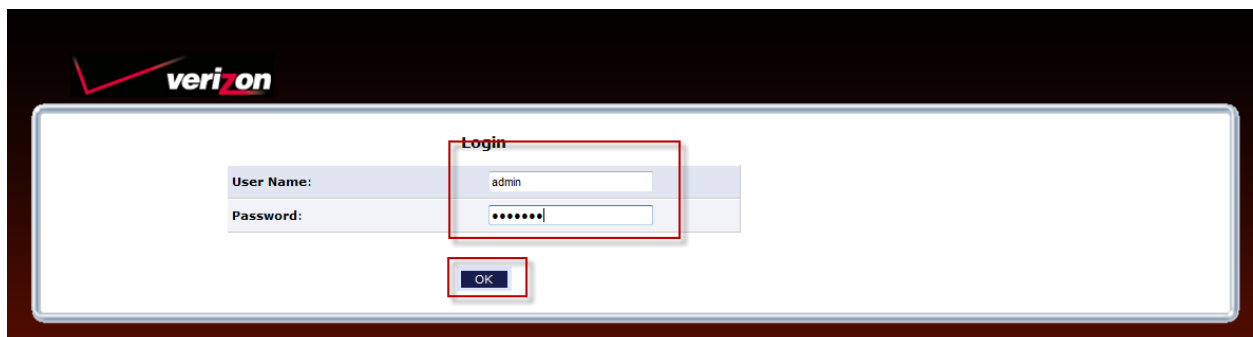 verizon
Login
User Name: admin
Password: •••••••
OK